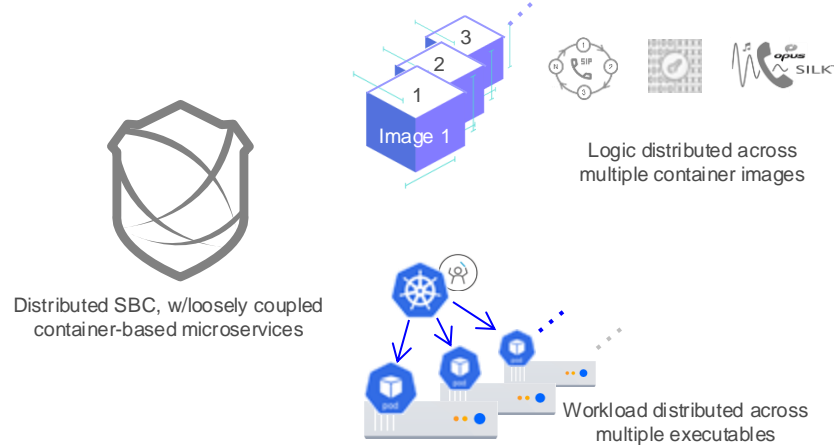 3
2
1
Image 1
1
SIP
N
2
3
opus
SILK
Logic distributed across
multiple container images
Distributed SBC, w/loosely coupled
container-based microservices
pod
pod
pod
Workload distributed across
multiple executables